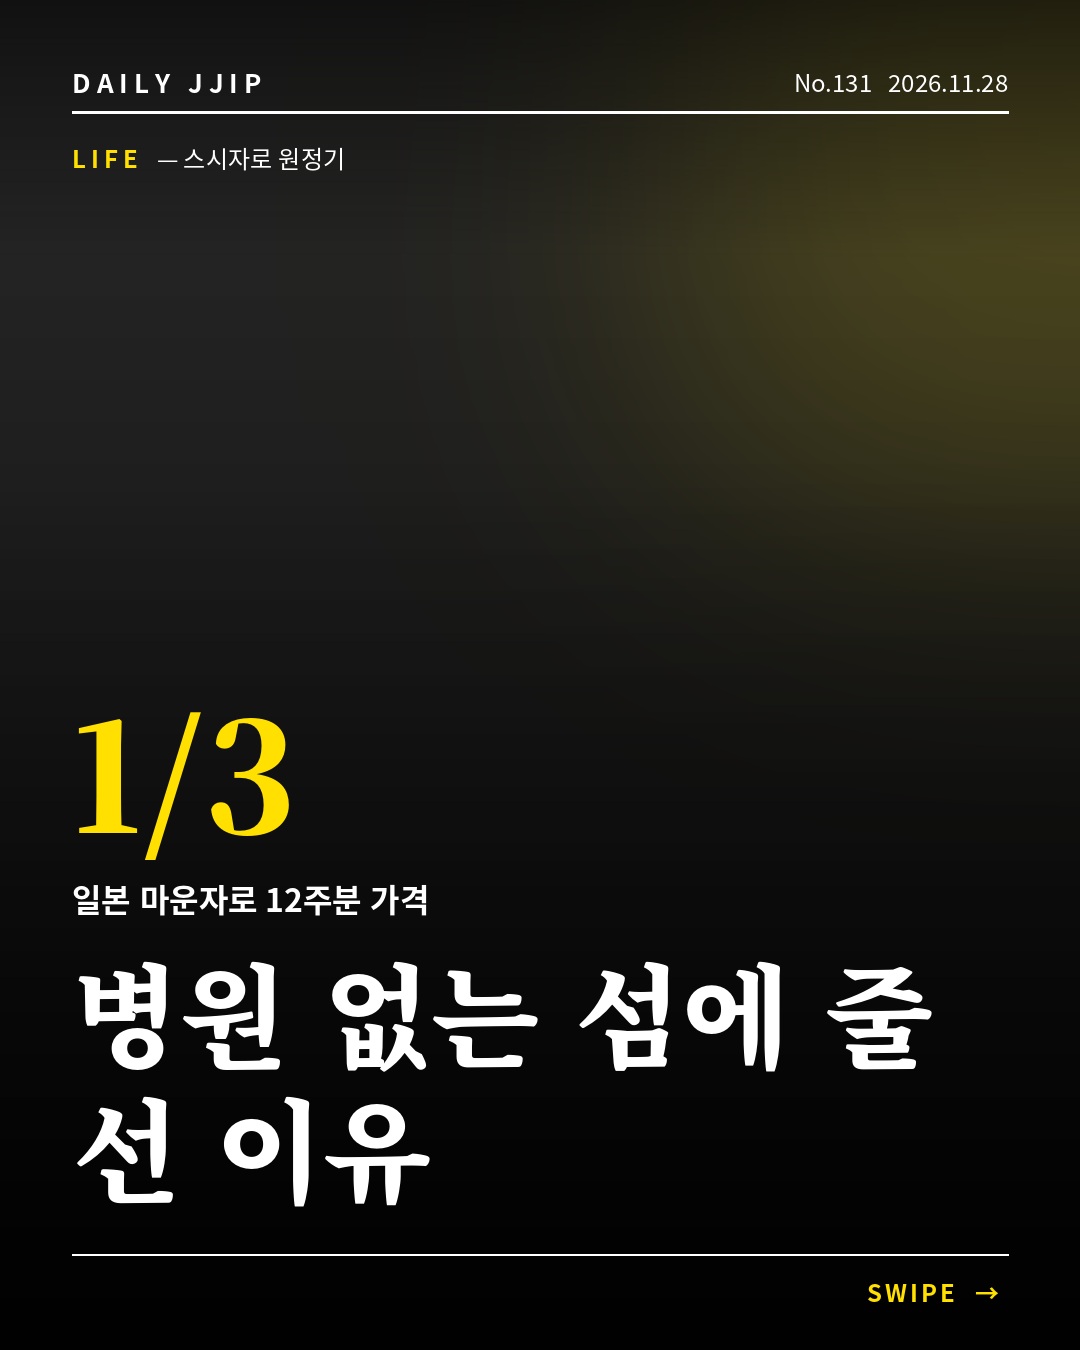 DAILY JJIP
No.131 2026.11.28
LIFE — 스시자로 원정기
1/3
일본 마운자로 12주분 가격
병원 없는 섬에 줄
선 이유
SWIPE →